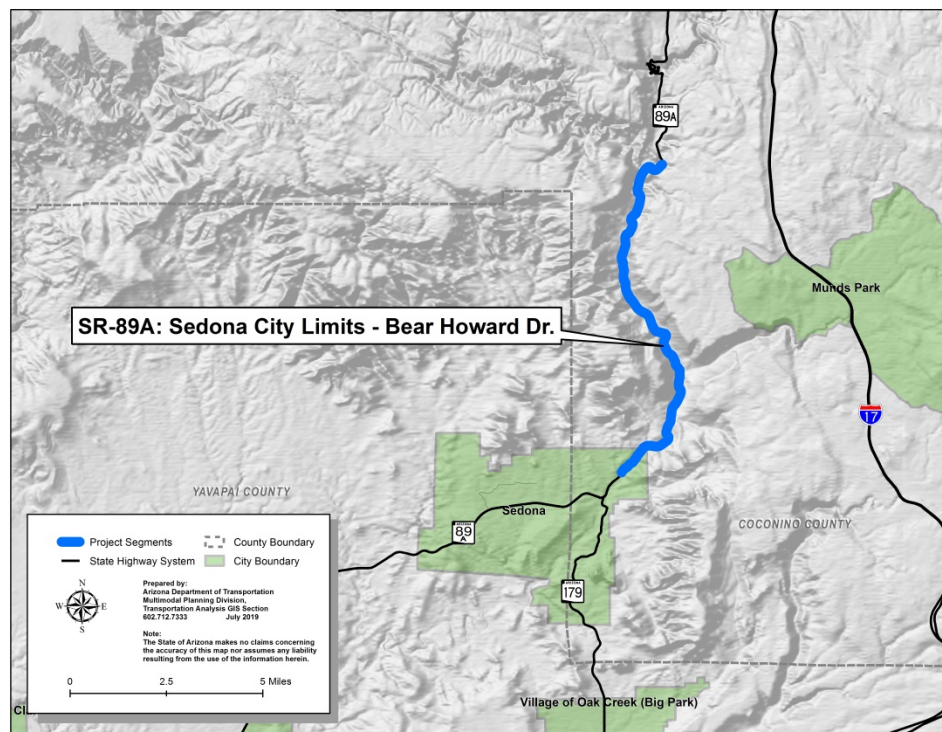 ARIZONA
89A
Munds Park
SR-89A: Sedona City Limits - Bear Howard Dr.
17
YAVAPAI COUNTY
Sedona
ARIZONA
89
A
COCONINO COUNTY
ARIZONA
179
Project Segments
County Boundary
State Highway System
City Boundary
N
W
E
S
Prepared by:
Arizona Department of Transportation
Multimodal Planning Division,
Transportation Analysis GIS Section
602.712.7333 July 2019
Note:
The State of Arizona makes no claims concerning
the accuracy of this map nor assumes any liability
resulting from the use of the information herein.
0 2.5 5 Miles
Village of Oak Creek (Big Park)